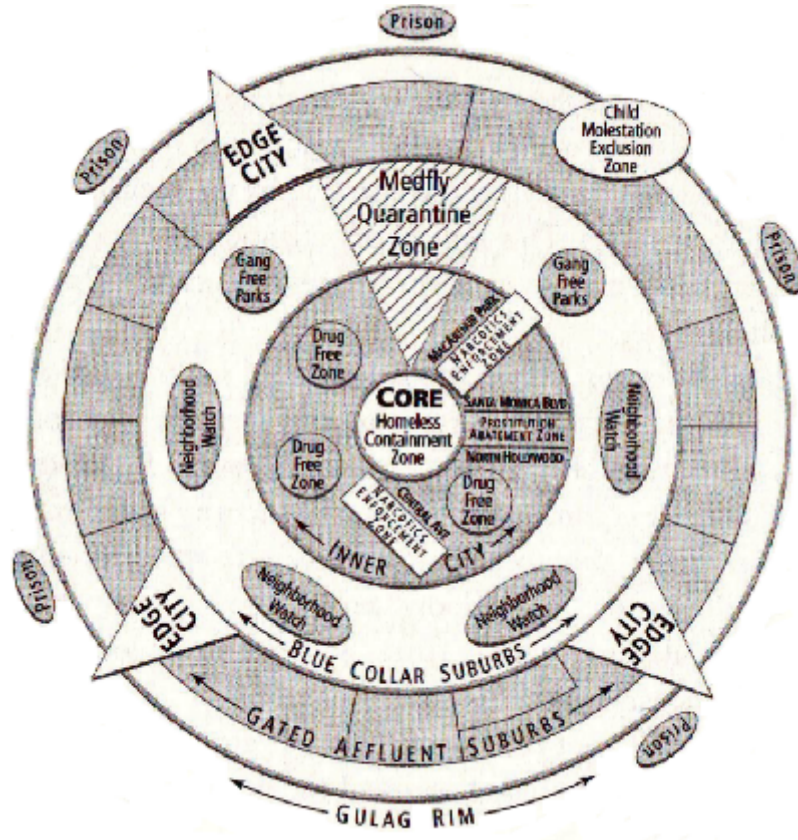 Prison
Prison
EDGE
CITY
Child
Molestation
Exclusion
Zone
Medfly
Quarantine
Zone
Prison
Gang
Free
Parks
Gang
Free
Parks
Drug
Free
Zone
MACARTHUR PARK
NARCOTICS
ENFORCEMENT
ZONE
Neighborhood
Watch
CORE
Homeless
Containment
Zone
SANTA MONICA BLVD
PROSTITUTION
ABATEMENT ZONE
NORTH HOLLYWOOD
Neighborhood
Watch
Drug
Free
Zone
CENTRAL AVE
NARCOTICS
ENFORCEMENT
ZONE
Drug
Free
Zone
INNER CITY
Prison
EDGE
CITY
Neighborhood
Watch
Neighborhood
Watch
EDGE
CITY
BLUE COLLAR SUBURBS
GATED AFFLUENT SUBURBS
Prison
GULAG RIM